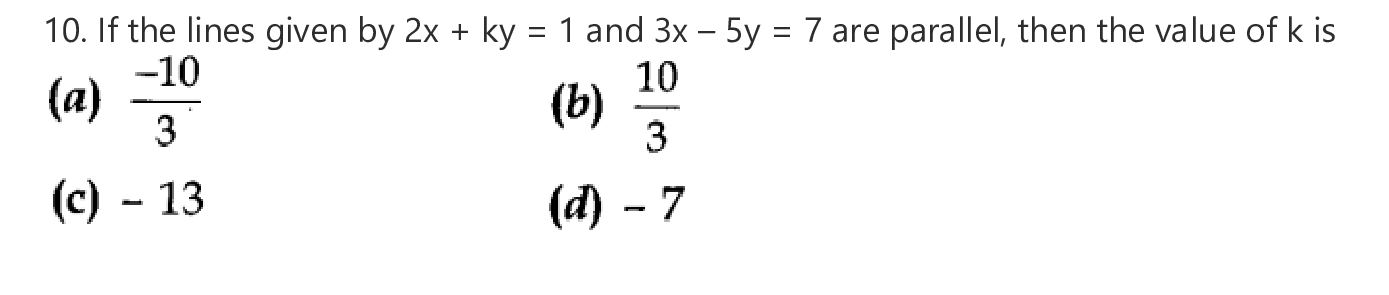 10. If the lines given by 2x + ky = 1 and 3x – 5y = 7 are parallel, then the value of k is
(a) –10/3 (b) 10/3
(c) – 13 (d) – 7